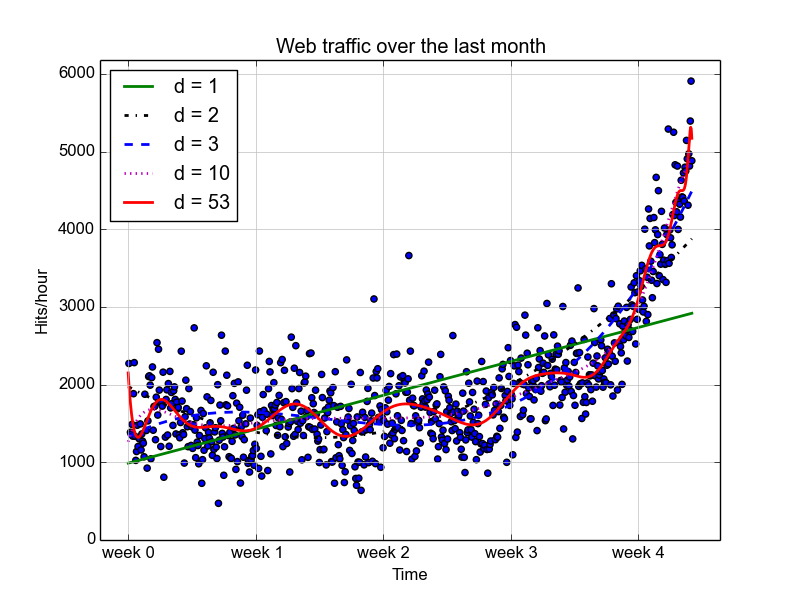 Web traffic over the last month
d = 1
d = 2
d = 3
d = 10
d = 53
6000
5000
4000
3000
2000
1000
0
Hits/hour
week 0 week 1 week 2 week 3 week 4
Time